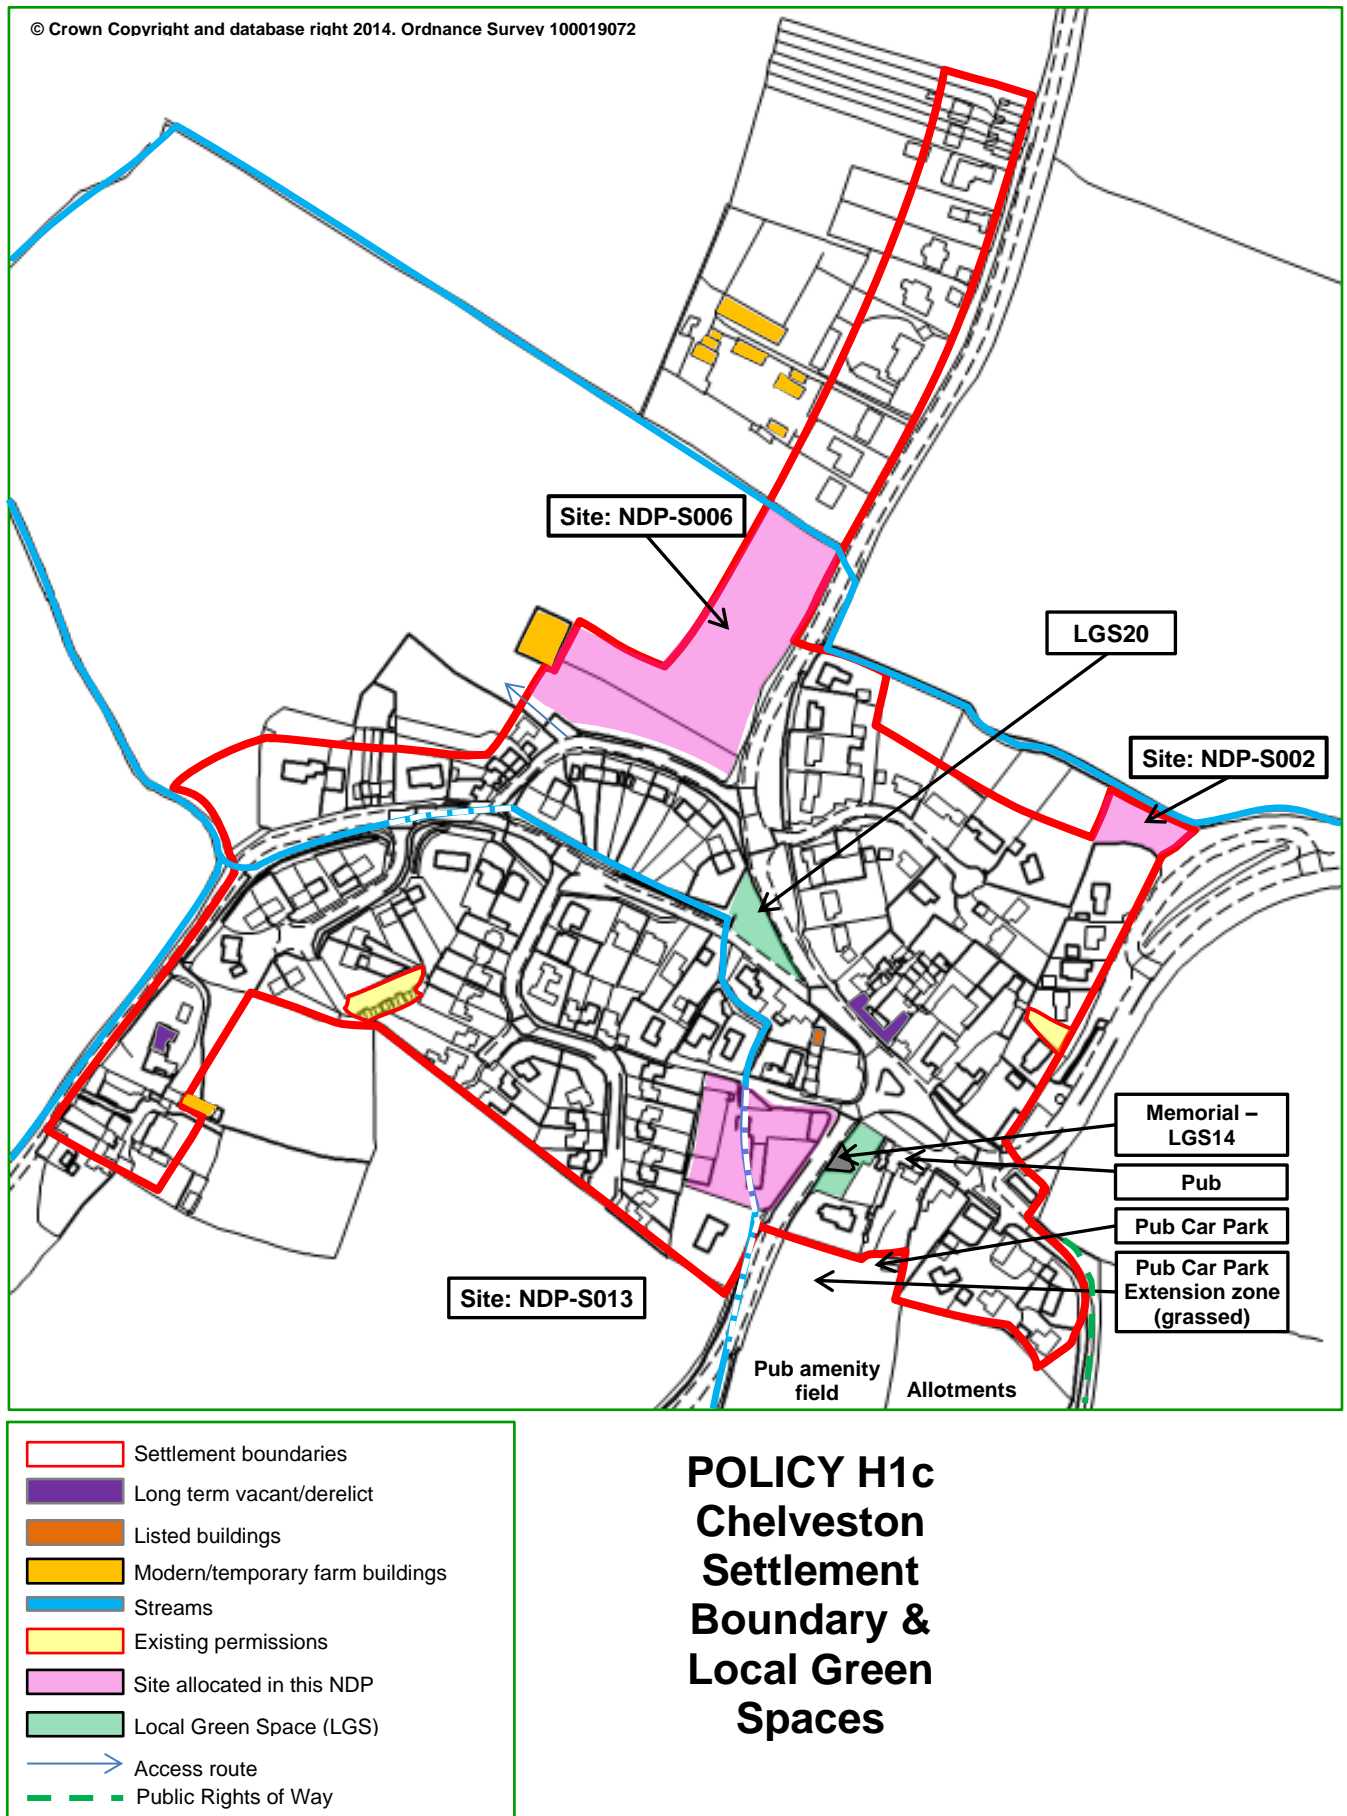 © Crown Copyright and database right 2014. Ordnance Survey 100019072
Site: NDP-S006
LGS20
Site: NDP-S002
Memorial –
LGS14
Pub
Pub Car Park
Pub Car Park
Extension zone
(grassed)
Site: NDP-S013
Pub amenity
field
Allotments
Settlement boundaries
Long term vacant/derelict
Listed buildings
Modern/temporary farm buildings
Streams
Existing permissions
Site allocated in this NDP
Local Green Space (LGS)
Access route
Public Rights of Way
POLICY H1c
Chelveston
Settlement
Boundary &
Local Green
Spaces